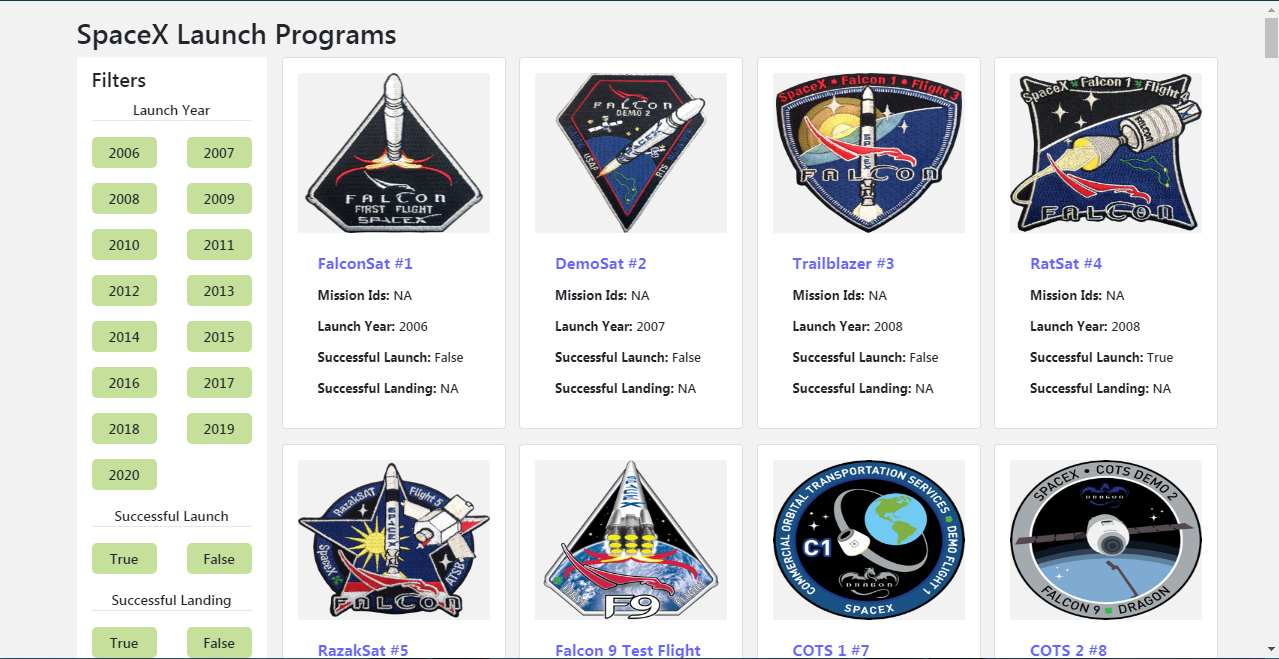 SpaceX Launch Programs
Filters
Launch Year
2006 2007
2008 2009
2010 2011
2012 2013
2014 2015
2016 2017
2018 2019
2020
Successful Launch
True False
Successful Landing
True False
FALCON
FIRST FLIGHT
SPACEX
FalconSat #1
Mission Ids: NA
Launch Year: 2006
Successful Launch: False
Successful Landing: NA
FALCON
DEMO 2
USAF
RTS
DemoSat #2
Mission Ids: NA
Launch Year: 2007
Successful Launch: False
Successful Landing: NA
SpaceX • Falcon 1 • Flight 3
FALCON
Trailblazer #3
Mission Ids: NA
Launch Year: 2008
Successful Launch: False
Successful Landing: NA
SpaceX Falcon 1 Flight 4
FALCON
FALCON
RatSat #4
Mission Ids: NA
Launch Year: 2008
Successful Launch: True
Successful Landing: NA
RazakSAT Flight 5
SPACEX
SpaceX
ATSB
FALCON
RazakSat #5
SPACEX
F9
Falcon 9 Test Flight
COMMERCIAL ORBITAL TRANSPORTATION SERVICES DEMO FLIGHT 1
C1
DRAGON
SPACEX
COTS 1 #7
SPACEX • COTS DEMO 2
DRAGON
FALCON 9 DRAGON
COTS 2 #8